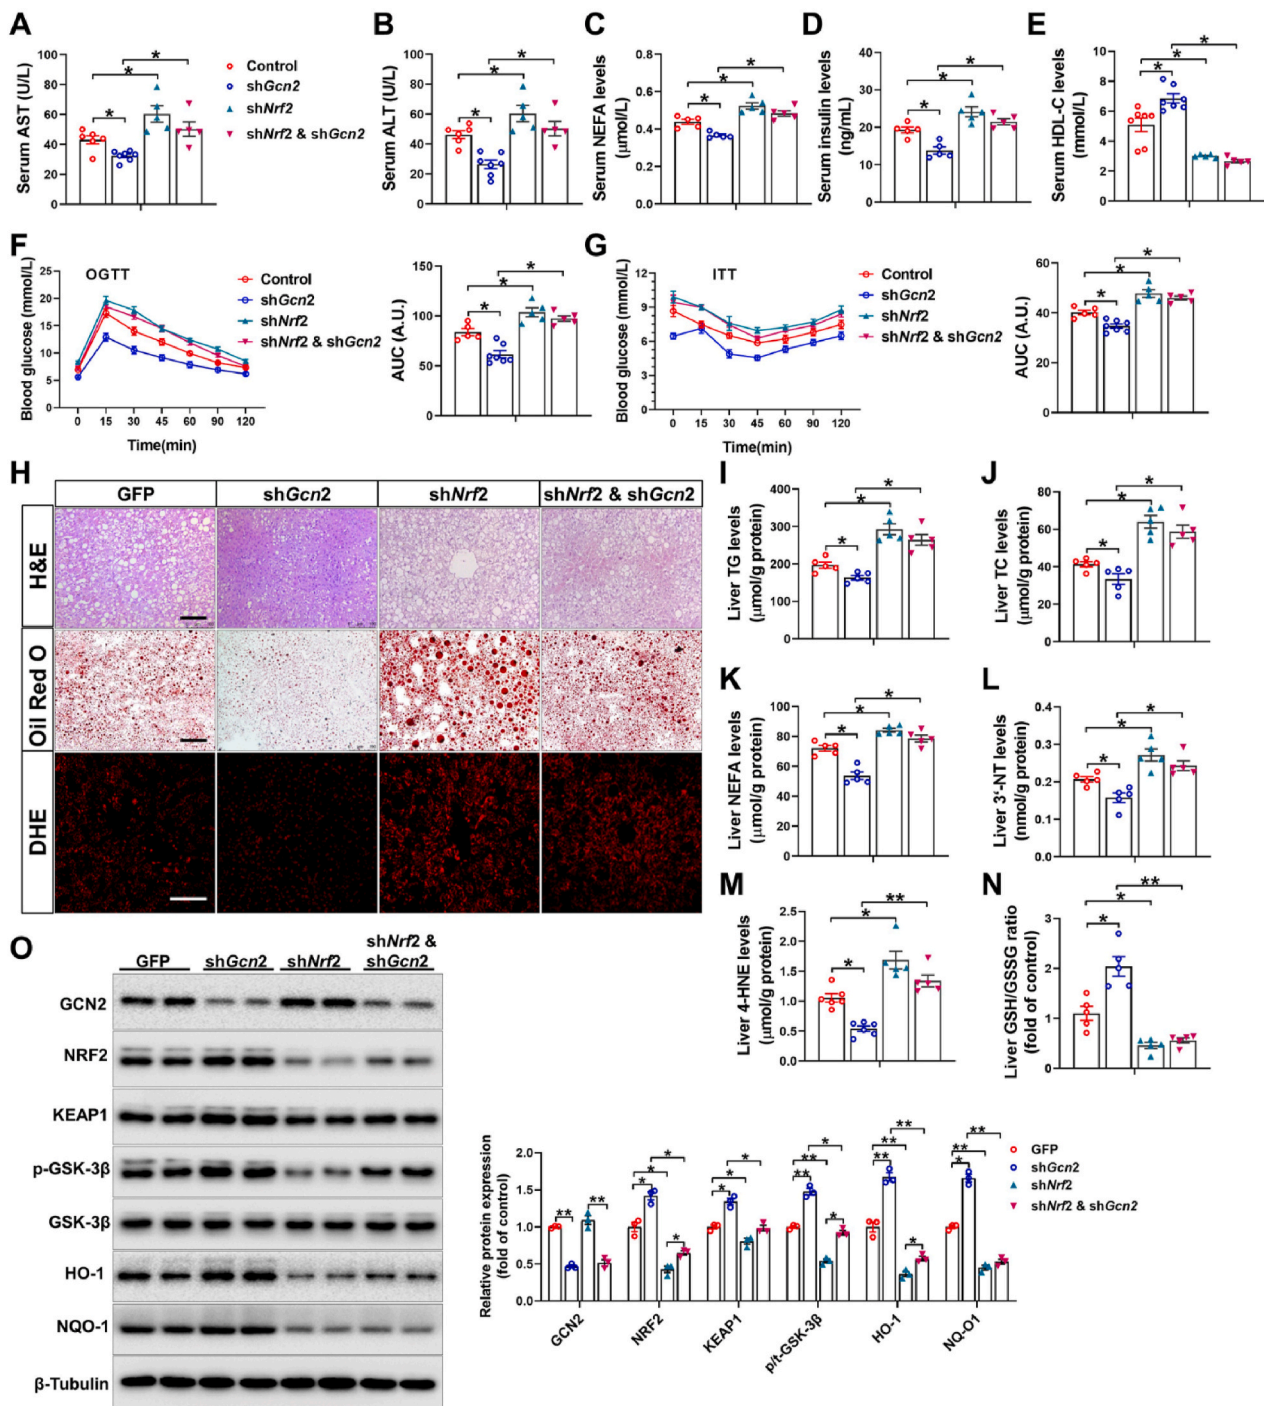 A
Serum AST (U/L)
100
80
60
40
20
0
*
*
*
Control
shGcn2
shNrf2
shNrf2 & shGcn2
B
Serum ALT (U/L)
100
80
60
40
20
0
*
*
*
C
Serum NEFA levels
(μmol/L)
0.8
0.6
0.4
0.2
0.0
*
*
*
D
Serum insulin levels
(ng/mL)
40
30
20
10
0
*
*
*
E
Serum HDL-C levels
(mmol/L)
10
8
6
4
2
0
*
*
*
F
OGTT
Blood glucose (mmol/L)
25
20
15
10
5
0
0 15 30 45 60 90 120
Time(min)
Control
shGcn2
shNrf2
shNrf2 & shGcn2
AUC (A.U.)
150
100
50
0
*
*
*
G
ITT
Blood glucose (mmol/L)
12
9
6
3
0
0 15 30 45 60 90 120
Time(min)
Control
shGcn2
shNrf2
shNrf2 & shGcn2
AUC (A.U.)
60
40
20
0
*
*
*
H
GFP shGcn2 shNrf2 shNrf2 & shGcn2
H&E
Oil Red O
DHE
I
Liver TG levels
(μmol/g protein)
400
300
200
100
0
*
*
*
J
Liver TC levels
(μmol/g protein)
80
60
40
20
0
*
*
*
K
Liver NEFA levels
(μmol/g protein)
100
80
60
40
20
0
*
*
*
L
Liver 3‘-NT levels
(nmol/g protein)
0.4
0.3
0.2
0.1
0.0
*
*
*
M
Liver 4-HNE levels
(μmol/g protein)
2.5
2.0
1.5
1.0
0.5
0.0
**
*
*
N
Liver GSH/GSSG ratio
(fold of control)
3
2
1
0
**
*
*
O
GFP shGcn2 shNrf2 shNrf2 &
shGcn2
GCN2
NRF2
KEAP1
p-GSK-3β
GSK-3β
HO-1
NQO-1
β-Tubulin
Relative protein expression
(fold of control)
2.0
1.5
1.0
0.5
0.0
** **
* * * *
* * *
* ** ** *
** ** ** *
** ** *
GCN2 NRF2 KEAP1 p/t-GSK-3β HO-1 NQ-O1
GFP
shGcn2
shNrf2
shNrf2 & shGcn2